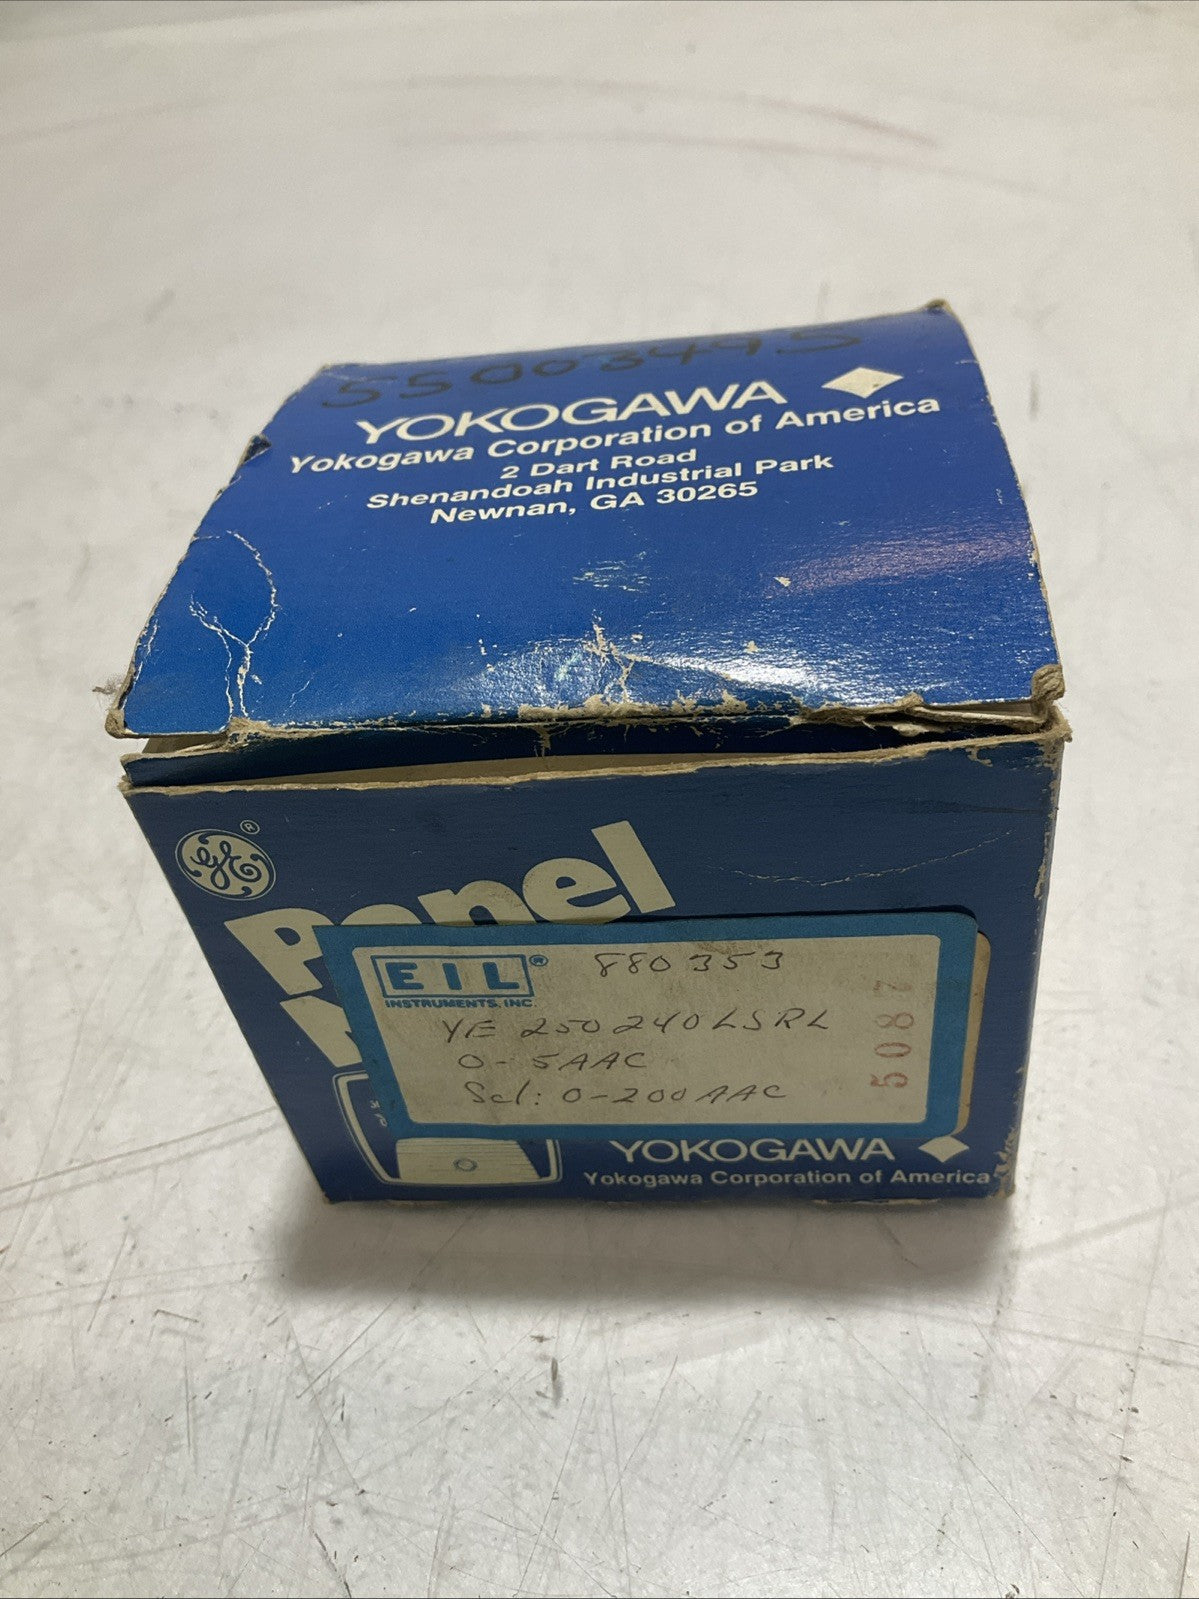 55003495
YOKOGAWA
Yokogawa Corporation of America
2 Dart Road
Shenandoah Industrial Park
Newnan, GA 30265
GE ®
Panel
EIL ®
INSTRUMENTS, INC.
880353
YE 250240LSRL
0-5AAC
Scl: 0-200AAC
5087
YOKOGAWA
Yokogawa Corporation of America